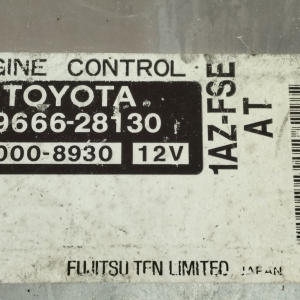 GINE CONTROL
TOYOTA
9666-28130
000-8930 12V
1AZ-FSE
AT
FUJITSU TEN LIMITED JAPAN